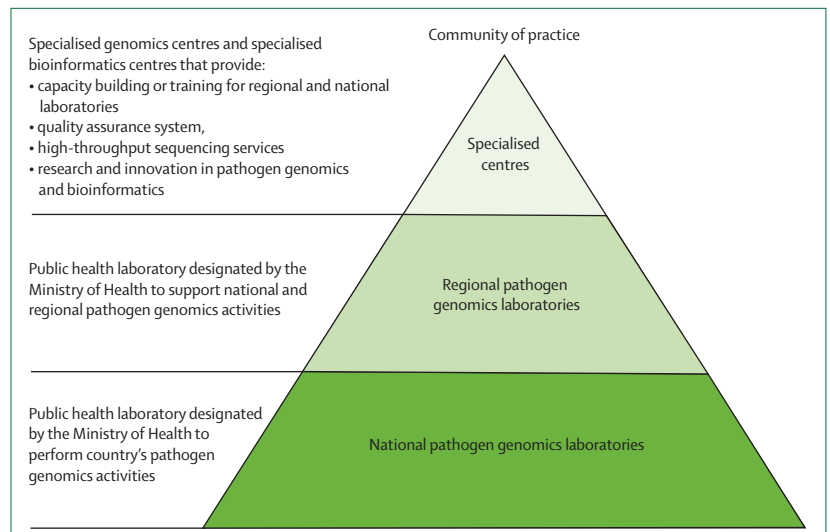 Community of practice
Specialised genomics centres and specialised
bioinformatics centres that provide:
• capacity building or training for regional and national
laboratories
• quality assurance system,
• high-throughput sequencing services
• research and innovation in pathogen genomics
and bioinformatics
Specialised
centres
Public health laboratory designated by the
Ministry of Health to support national and
regional pathogen genomics activities
Regional pathogen
genomics laboratories
Public health laboratory designated
by the Ministry of Health to
perform country's pathogen
genomics activities
National pathogen genomics laboratories